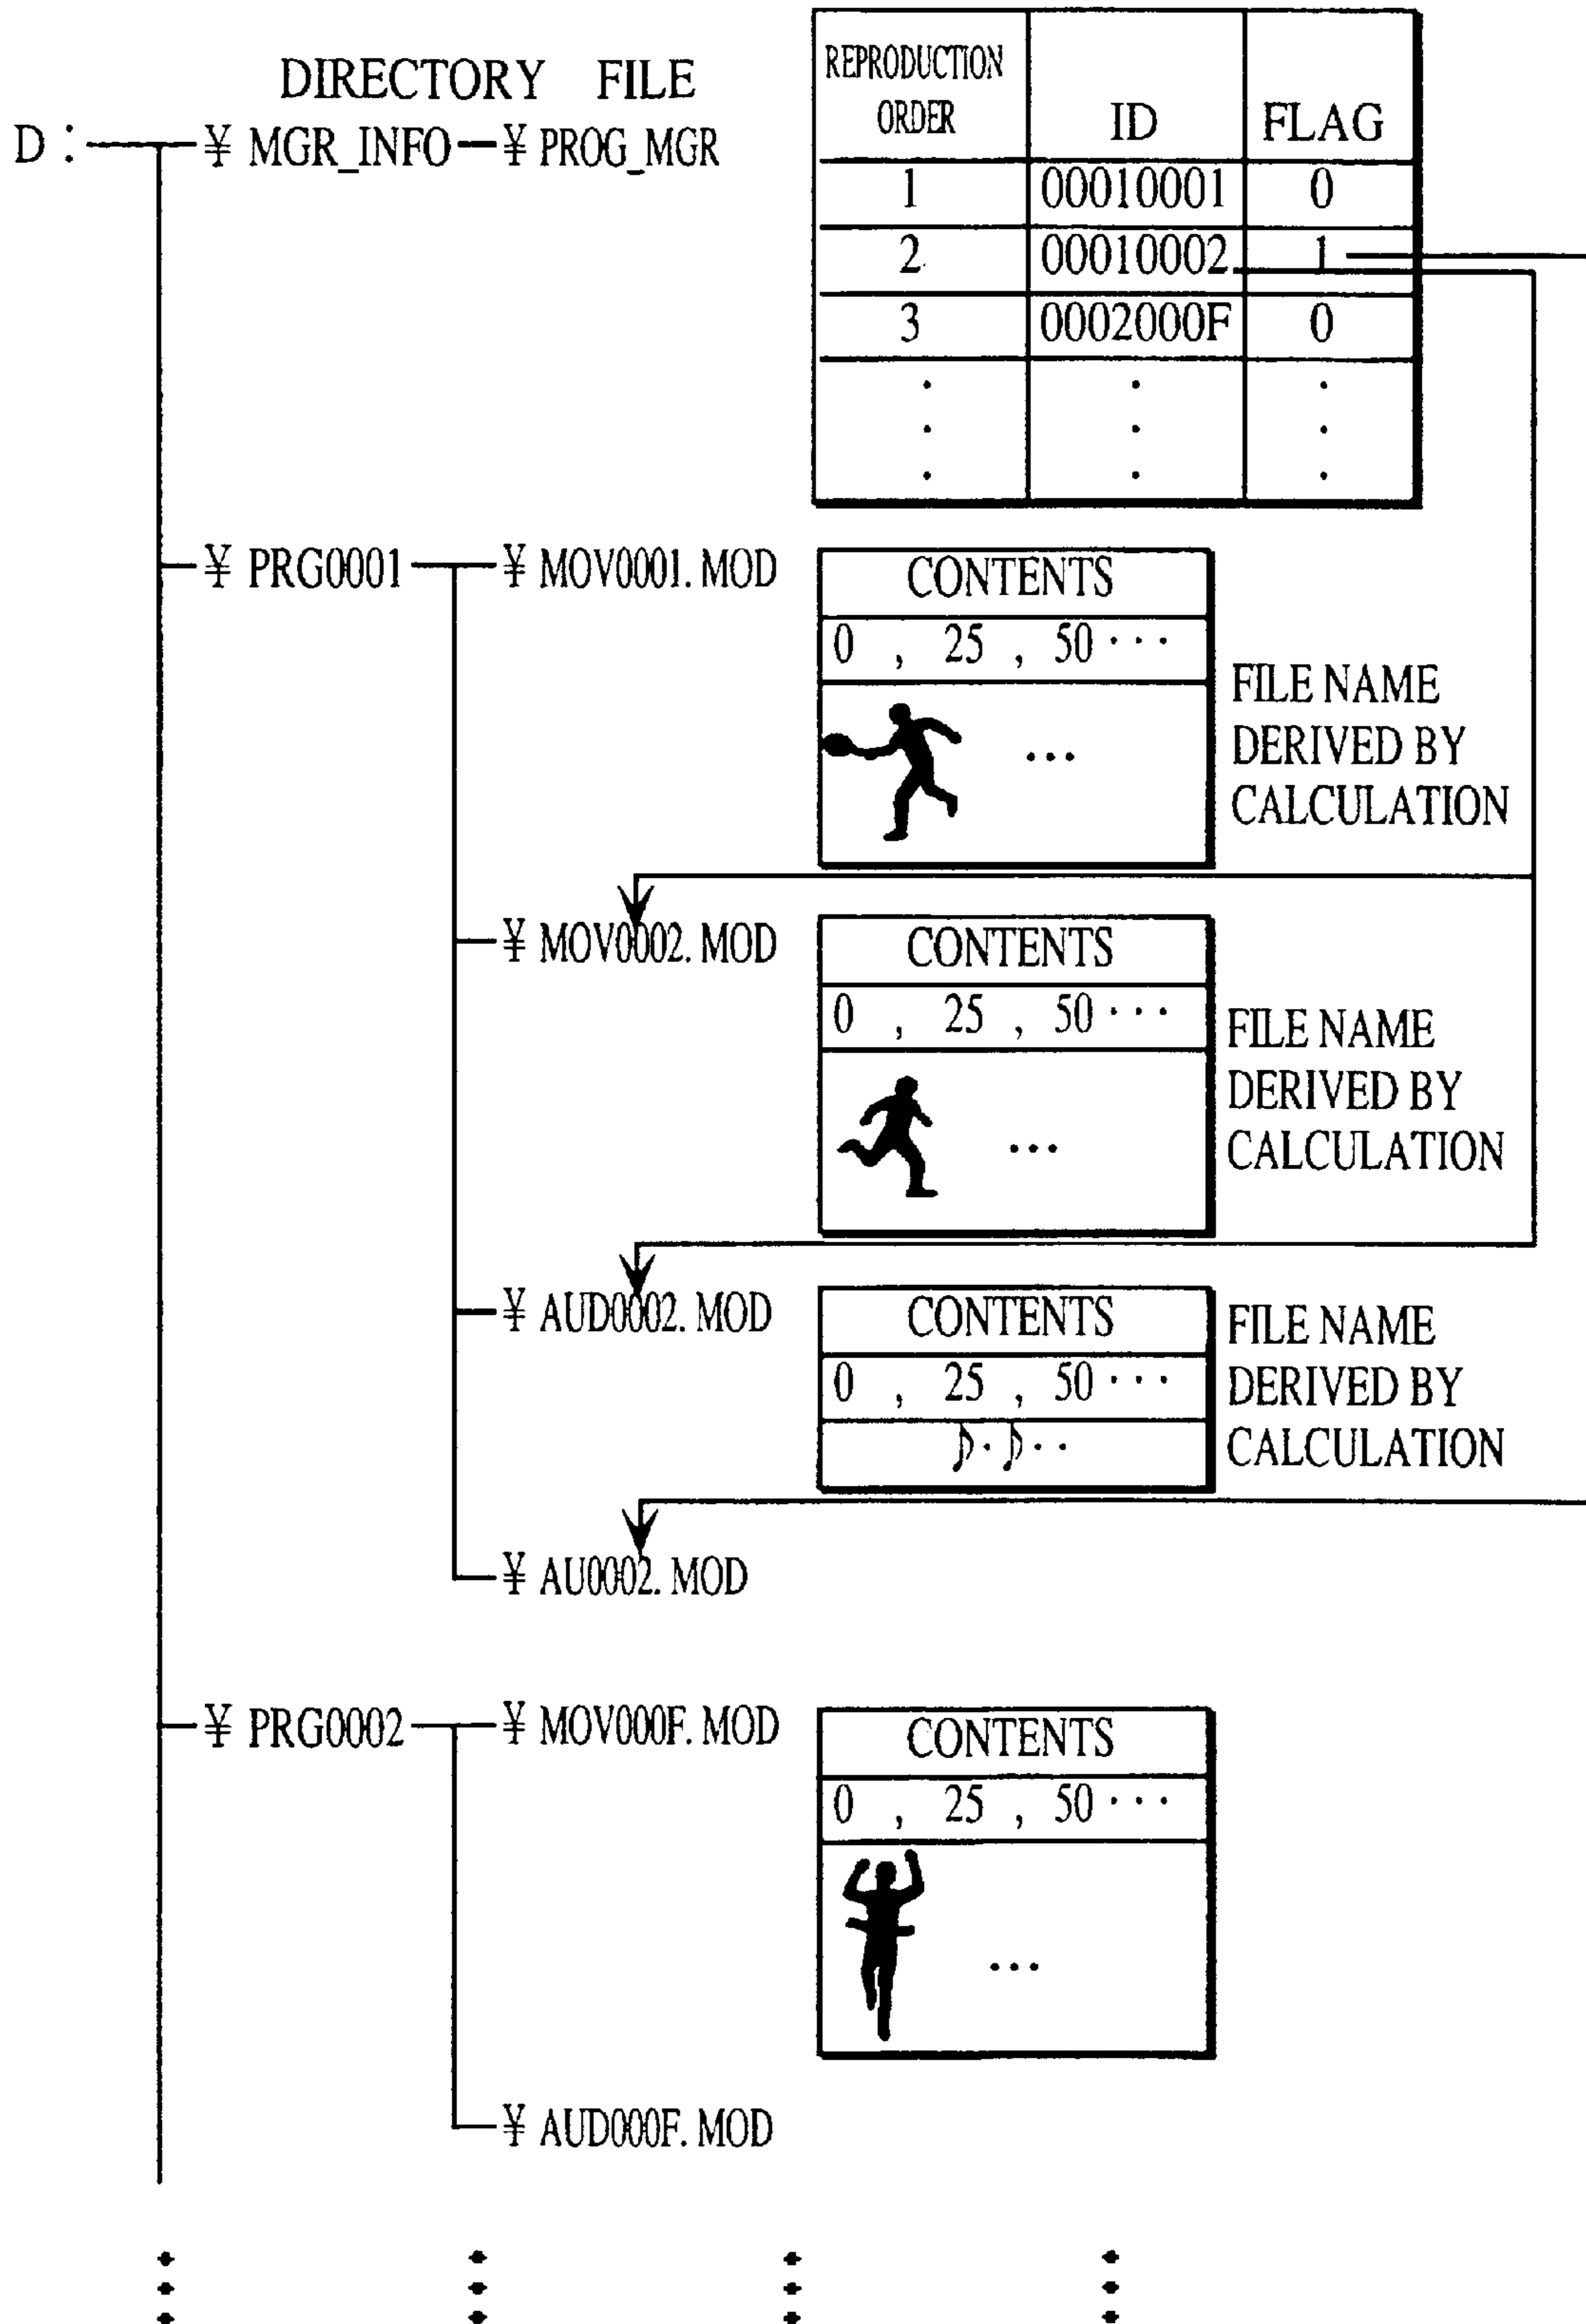 DIRECTORY FILE
D : ¥ MGR_INFO ¥ PROG_MGR
REPRODUCTION ORDER ID FLAG
1 00010001 0
2 00010002 1
3 0002000F 0
¥ PRG0001 ¥ MOV0001. MOD
CONTENTS
0 , 25 , 50 ···
...
FILE NAME
DERIVED BY
CALCULATION
¥ MOV0002. MOD
CONTENTS
0 , 25 , 50 ···
...
FILE NAME
DERIVED BY
CALCULATION
¥ AUD0002. MOD
CONTENTS
0 , 25 , 50 ···
♪·♪··
FILE NAME
DERIVED BY
CALCULATION
¥ AU0002. MOD
¥ PRG0002 ¥ MOV000F. MOD
CONTENTS
0 , 25 , 50 ···
...
¥ AUD000F. MOD